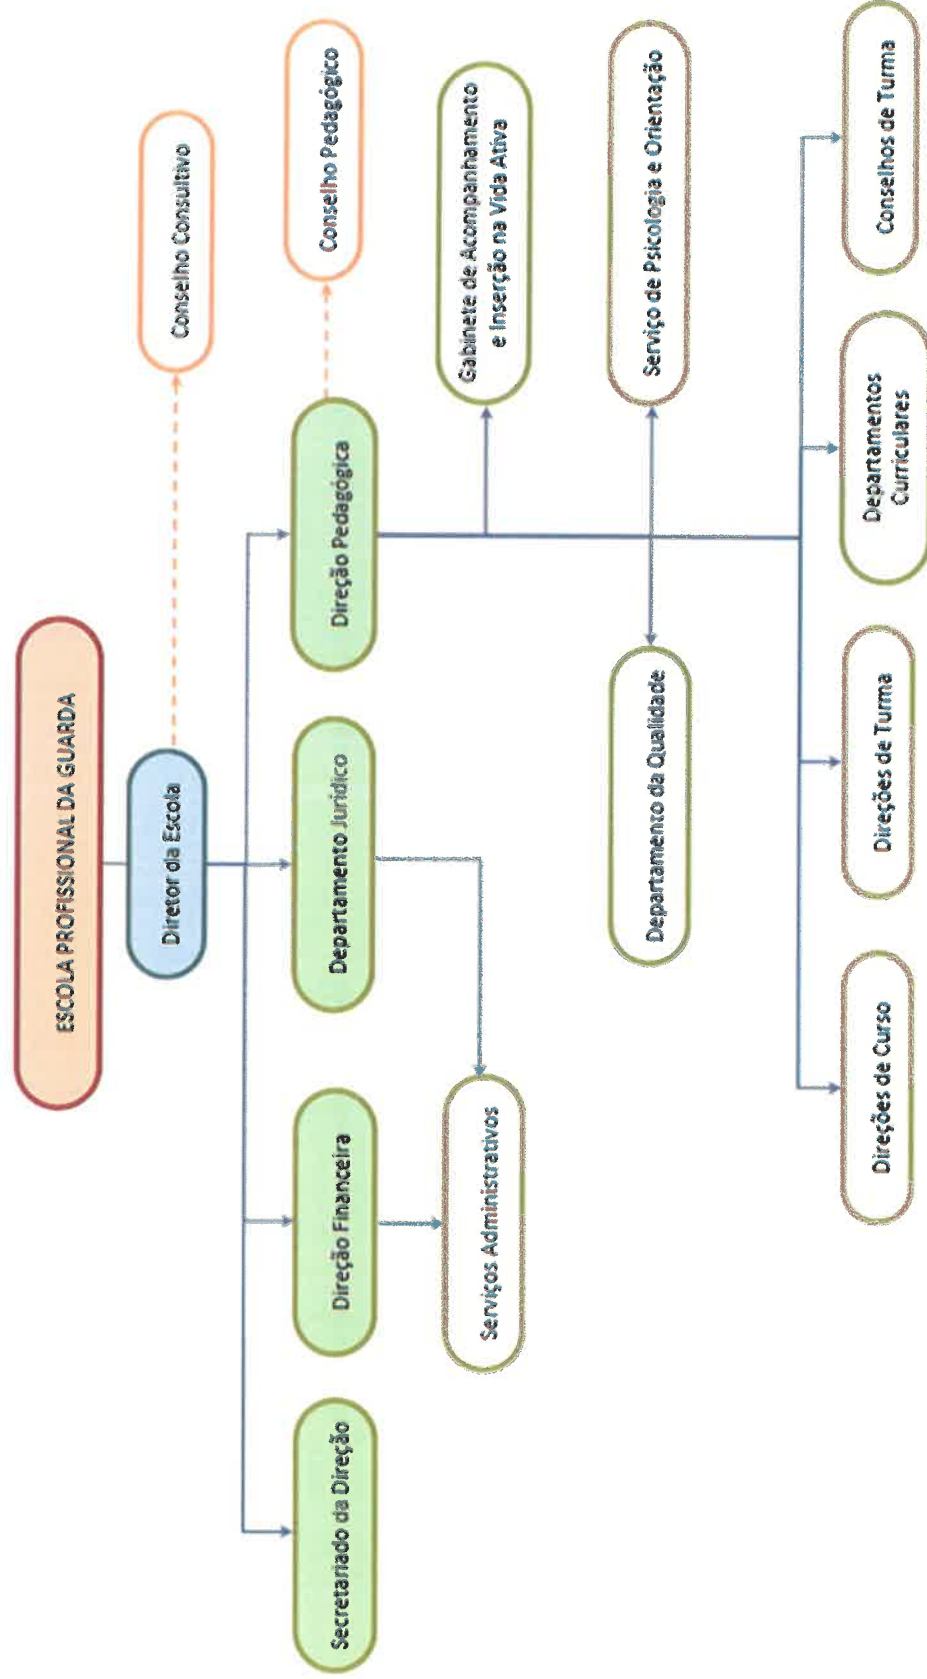 ESCOLA PROFISSIONAL DA GUARDA
Diretor da Escola
Conselho Consultivo
Secretariado da Direção
Direção Financeira
Departamento Jurídico
Direção Pedagógica
Conselho Pedagógico
Serviços Administrativos
Gabinete de Acompanhamento
e Inserção na Vida Ativa
Departamento da Qualidade
Serviço de Psicologia e Orientação
Direções de Curso
Direções de Turma
Departamentos
Curriculares
Conselhos de Turma